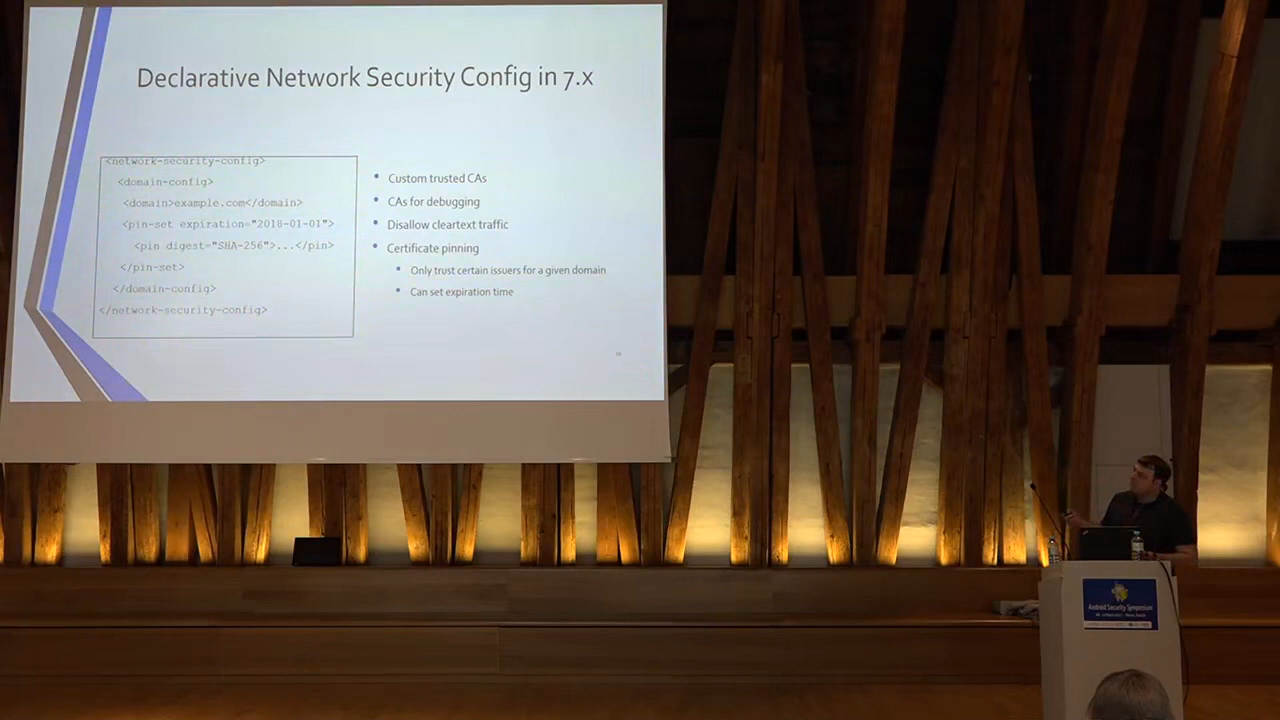 Declarative Network Security Config in 7.x
<network-security-config>
<domain-config>
<domain>example.com</domain>
<pin-set expiration="2018-01-01">
<pin digest="SHA-256">...</pin>
</pin-set>
</domain-config>
</network-security-config>
• Custom trusted CAs
• CAs for debugging
• Disallow cleartext traffic
• Certificate pinning
• Only trust certain issuers for a given domain
• Can set expiration time
Android Security Symposium